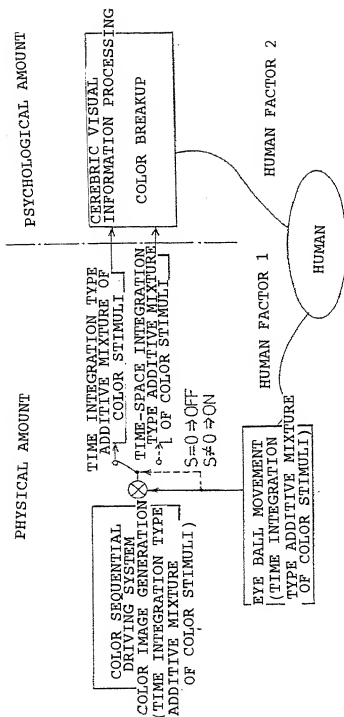 PHYSICAL AMOUNT
PSYCHOLOGICAL AMOUNT
COLOR SEQUENTIAL
DRIVING SYSTEM
COLOR IMAGE GENERATION
(TIME INTEGRATION TYPE
ADDITIVE MIXTURE
OF COLOR STIMULI)
TIME INTEGRATION TYPE
ADDITIVE MIXTURE OF
COLOR STIMULI
TIME-SPACE INTEGRATION
TYPE ADDITIVE MIXTURE
OF COLOR STIMULI
S=0⇒OFF
S≠0⇒ON
CEREBRIC VISUAL
INFORMATION PROCESSING
COLOR BREAKUP
EYE BALL MOVEMENT
(TIME INTEGRATION
TYPE ADDITIVE MIXTURE
OF COLOR STIMULI)
HUMAN FACTOR 1
HUMAN FACTOR 2
HUMAN